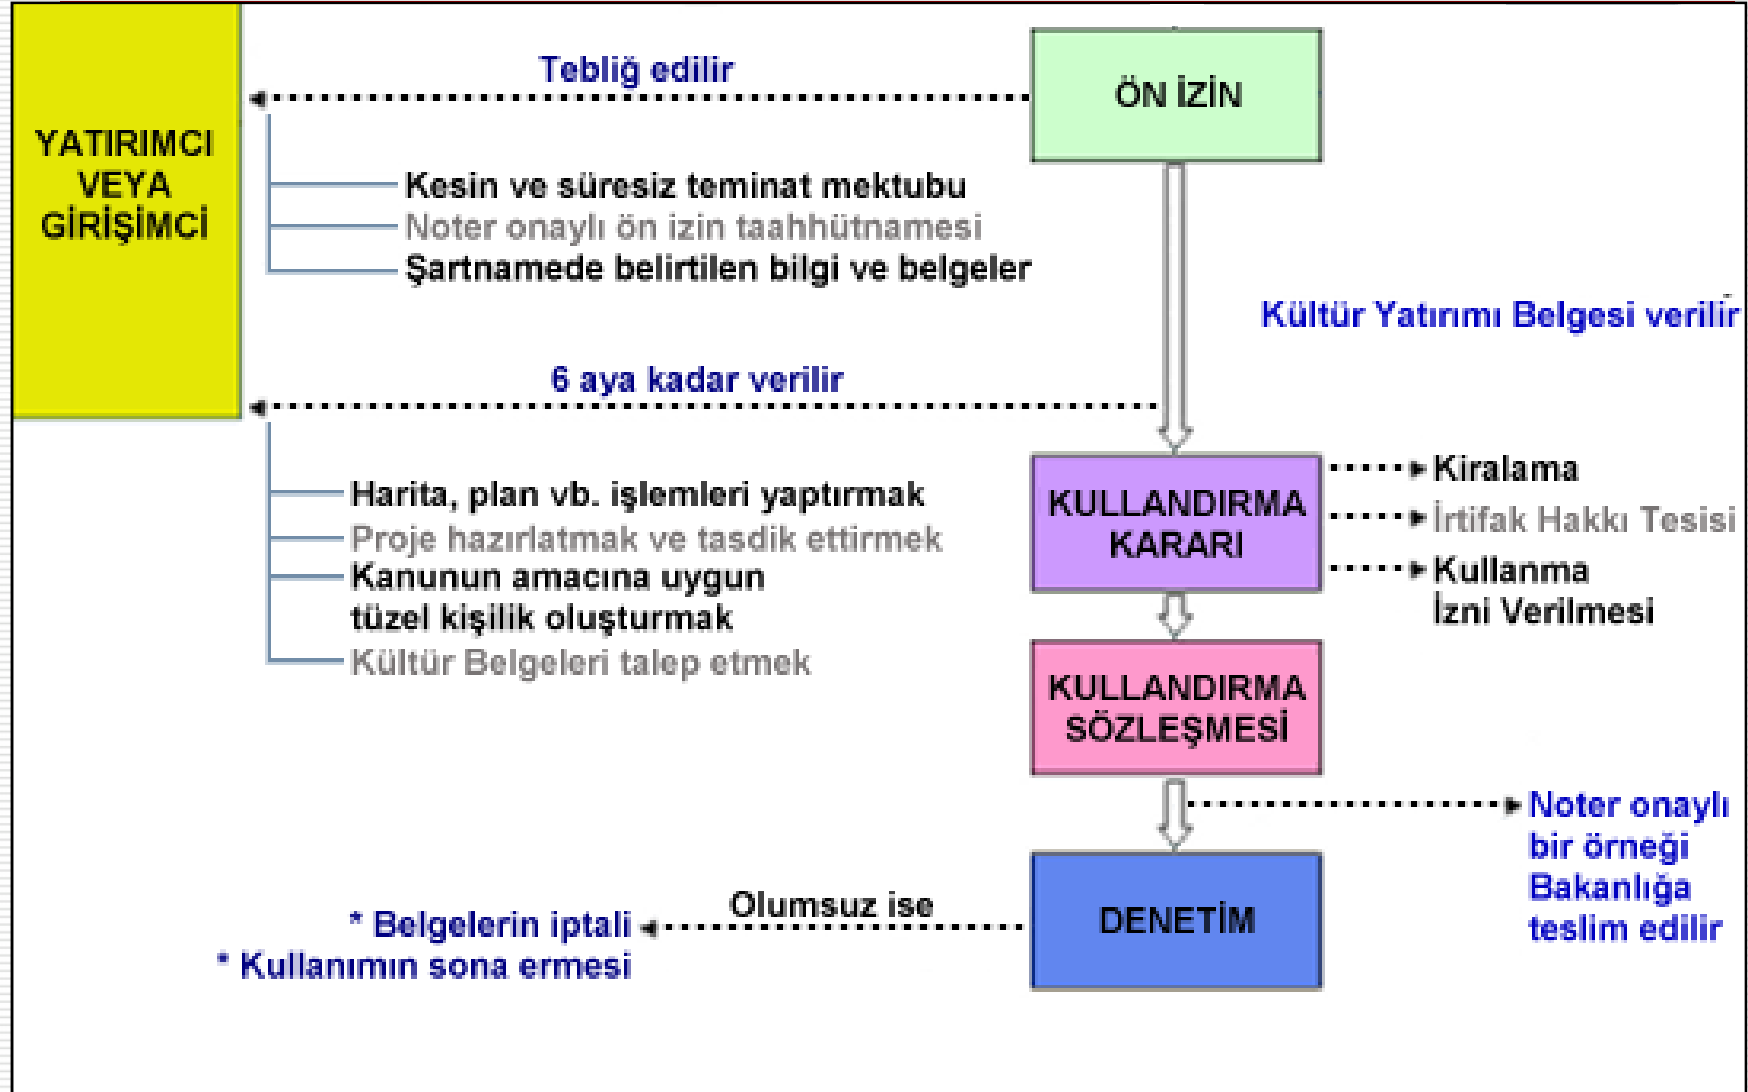 Tebliğ edilir
ÖN İZİN
YATIRIMCI
VEYA
GİRİŞİMCİ
Kesin ve süresiz teminat mektubu
Noter onaylı ön izin taahhütnamesi
Şartnamede belirtilen bilgi ve belgeler
Kültür Yatırımı Belgesi verilir
6 aya kadar verilir
Harita, plan vb. işlemleri yaptırmak
Proje hazırlatmak ve tasdik ettirmek
Kanunun amacına uygun
tüzel kişilik oluşturmak
Kültür Belgeleri talep etmek
KULLANDIRMA
KARARI
Kiralama
İrtifak Hakkı Tesisi
Kullanma
İzni Verilmesi
KULLANDIRMA
SÖZLEŞMESİ
Noter onaylı
bir örneği
Bakanlığa
teslim edilir
DENETİM
Olumsuz ise
* Belgelerin iptali
* Kullanımın sona ermesi